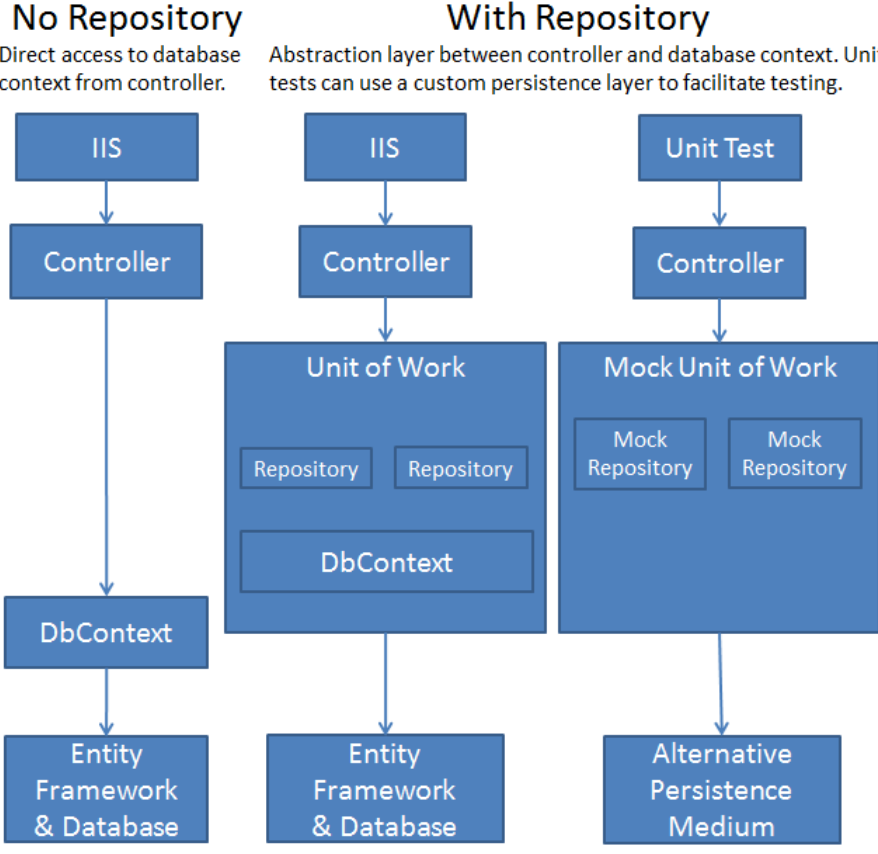 No Repository
Direct access to database
context from controller.
With Repository
Abstraction layer between controller and database context. Uni
tests can use a custom persistence layer to facilitate testing.
IIS
Controller
DbContext
Entity
Framework
& Database
IIS
Controller
Unit of Work
Repository
Repository
DbContext
Entity
Framework
& Database
Unit Test
Controller
Mock Unit of Work
Mock
Repository
Mock
Repository
Alternative
Persistence
Medium